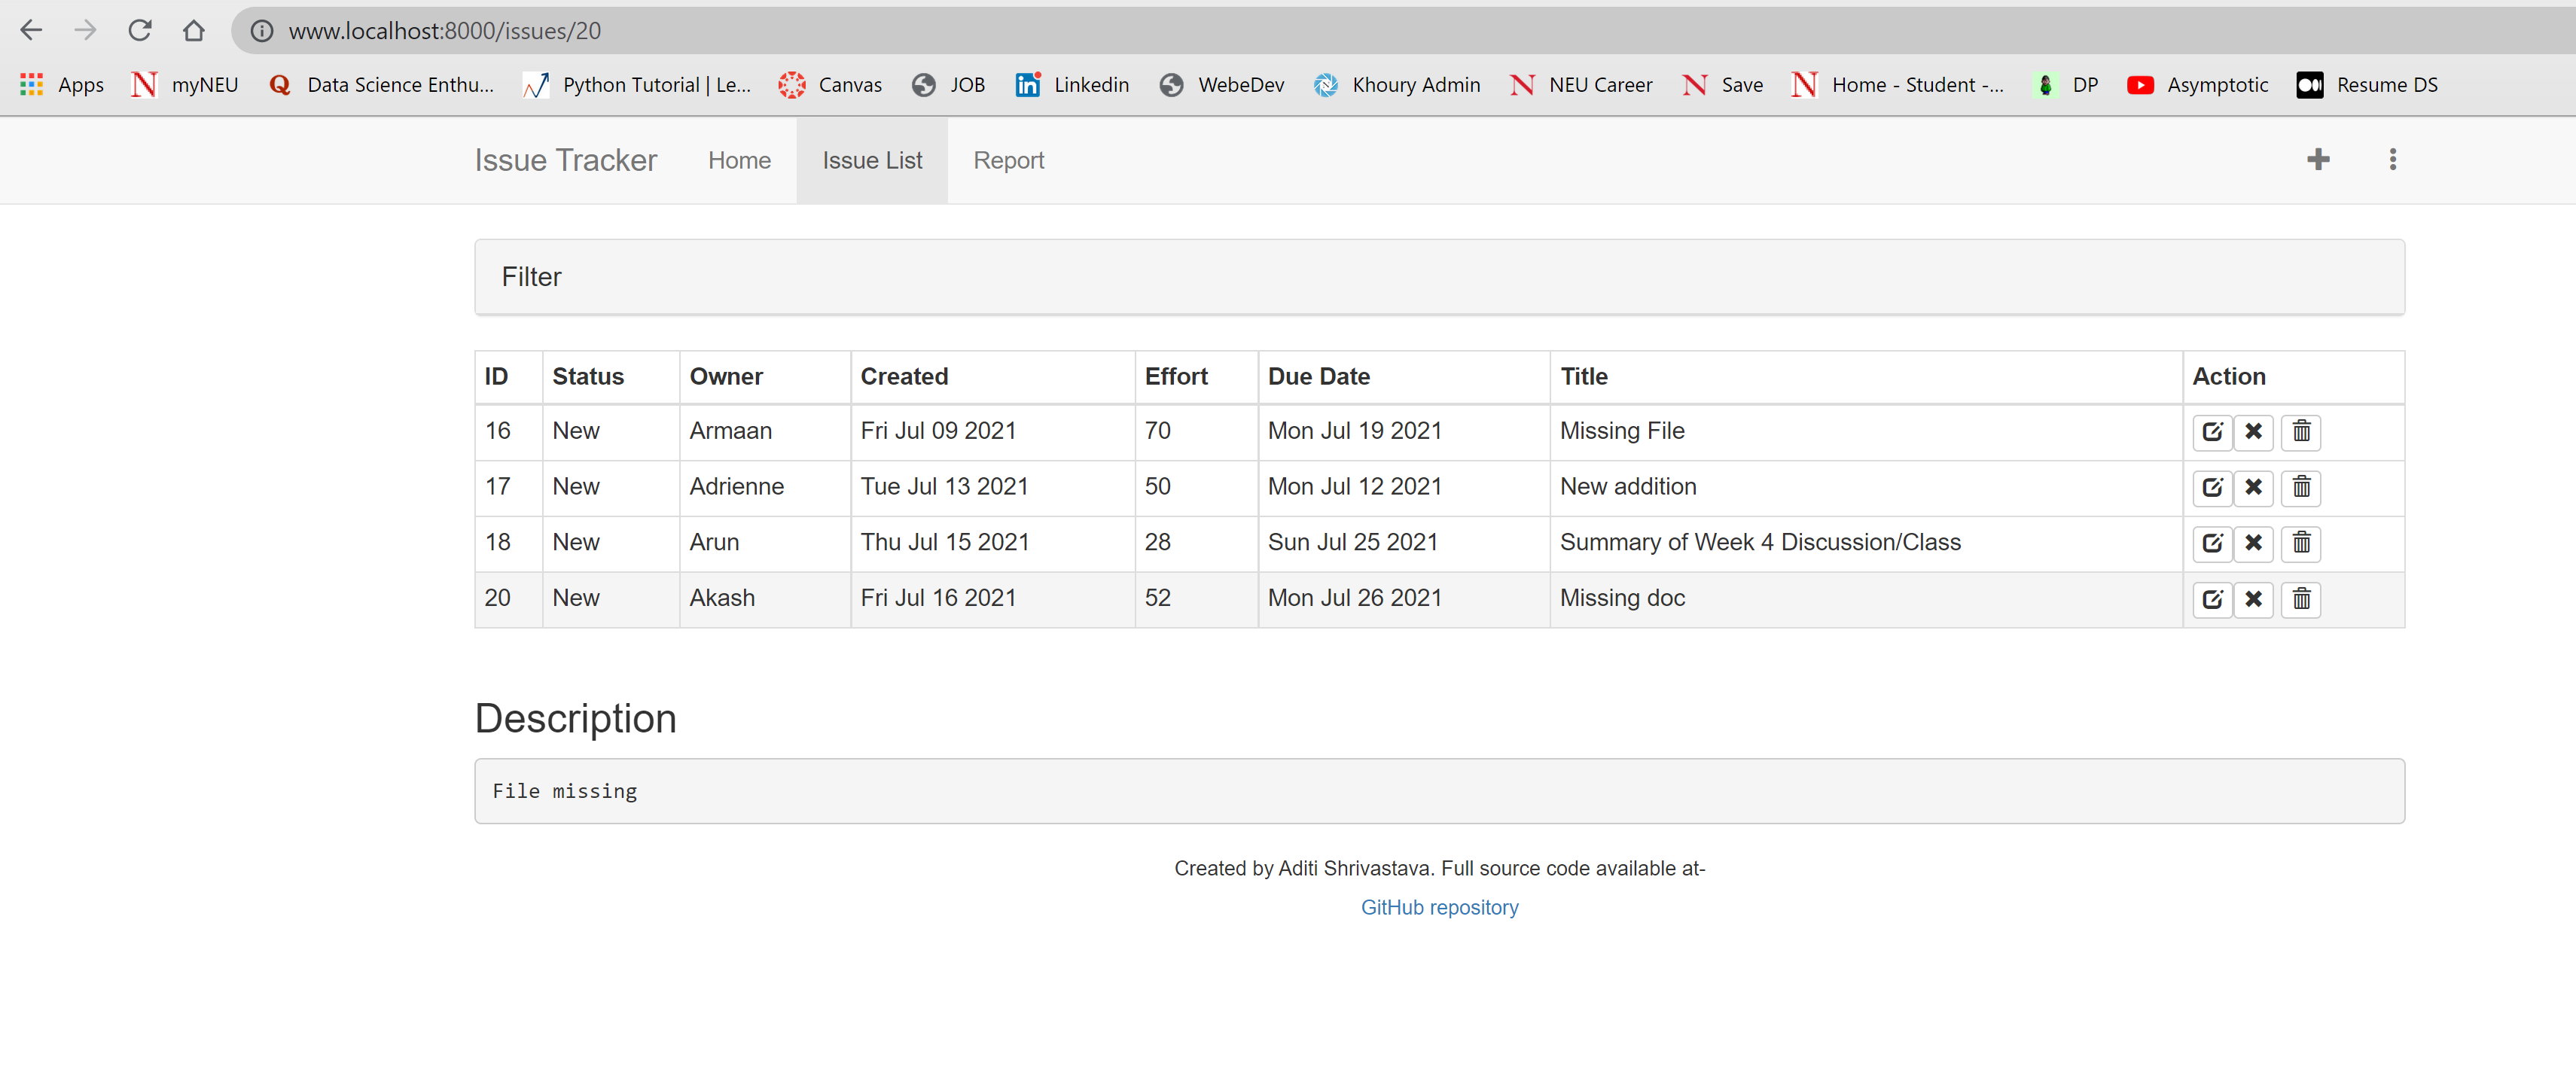 www.localhost:8000/issues/20
Apps myNEU Data Science Enthu... Python Tutorial | Le... Canvas JOB Linkedin WebeDev Khoury Admin NEU Career Save Home - Student -... DP Asymptotic Resume DS
Issue Tracker Home Issue List Report
Filter
ID Status Owner Created Effort Due Date Title Action
16 New Armaan Fri Jul 09 2021 70 Mon Jul 19 2021 Missing File
17 New Adrienne Tue Jul 13 2021 50 Mon Jul 12 2021 New addition
18 New Arun Thu Jul 15 2021 28 Sun Jul 25 2021 Summary of Week 4 Discussion/Class
20 New Akash Fri Jul 16 2021 52 Mon Jul 26 2021 Missing doc
Description
File missing
Created by Aditi Shrivastava. Full source code available at-
GitHub repository